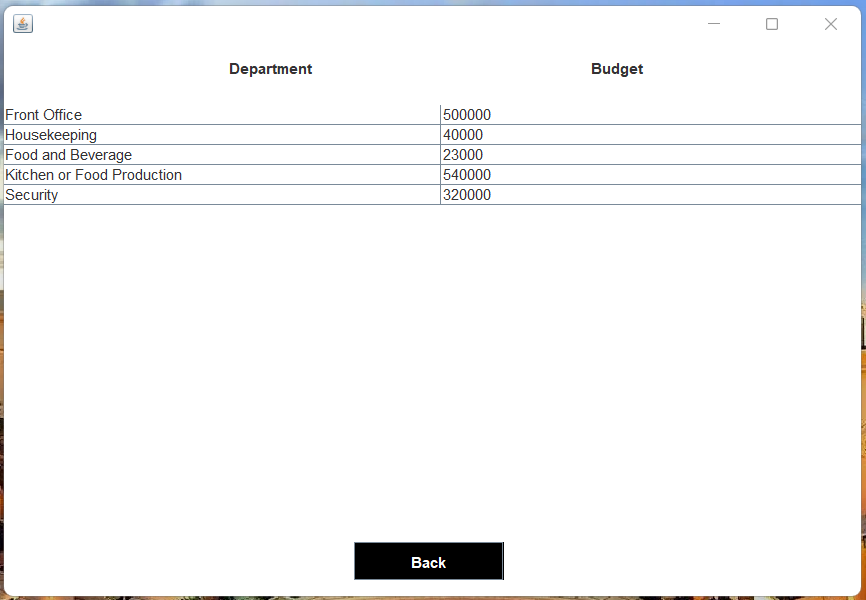 Department Budget
Front Office 500000
Housekeeping 40000
Food and Beverage 23000
Kitchen or Food Production 540000
Security 320000
Back